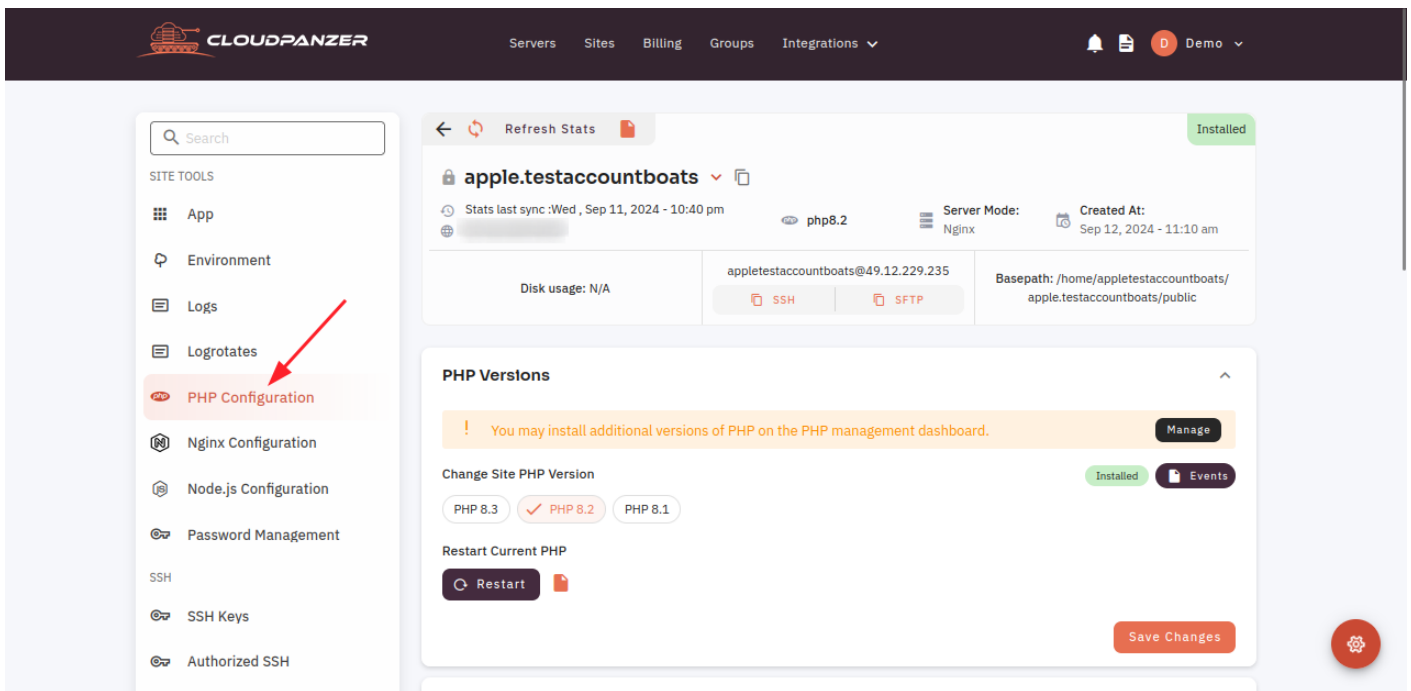 CLOUDPANZER
Servers Sites Billing Groups Integrations
D Demo
Search
SITE TOOLS
App
Environment
Logs
Logrotates
php PHP Configuration
Nginx Configuration
Node.js Configuration
Password Management
SSH
SSH Keys
Authorized SSH
Refresh Stats
Installed
apple.testaccountboats
Stats last sync :Wed , Sep 11, 2024 - 10:40 pm
php php8.2
Server Mode:
Nginx
Created At:
Sep 12, 2024 - 11:10 am
Disk usage: N/A
appletestaccountboats@49.12.229.235
SSH SFTP
Basepath: /home/appletestaccountboats/
apple.testaccountboats/public
PHP Versions
! You may install additional versions of PHP on the PHP management dashboard. Manage
Change Site PHP Version
Installed Events
PHP 8.3 PHP 8.2 PHP 8.1
Restart Current PHP
Restart
Save Changes